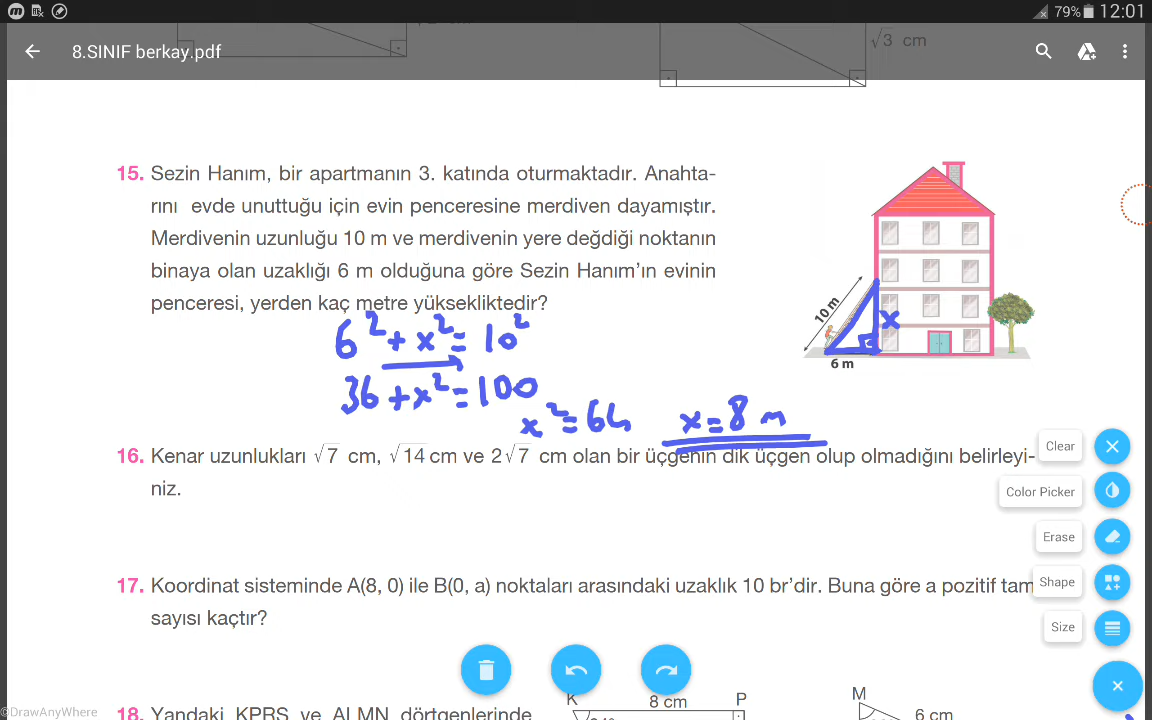 79% 12:01
8.SINIF berkay.pdf
√3 cm
15. Sezin Hanım, bir apartmanın 3. katında oturmaktadır. Anahta-
rını evde unuttuğu için evin penceresine merdiven dayamıştır.
Merdivenin uzunluğu 10 m ve merdivenin yere değdiği noktanın
binaya olan uzaklığı 6 m olduğuna göre Sezin Hanım'ın evinin
penceresi, yerden kaç metre yüksekliktedir?
10 m
x
6 m
6² + x² = 10²
36 + x² = 100
x² = 64 x = 8 m
16. Kenar uzunlukları √7 cm, √14 cm ve 2√7 cm olan bir üçgenin dik üçgen olup olmadığını belirleyi-
niz.
Clear
Color Picker
Erase
Shape
Size
17. Koordinat sisteminde A(8, 0) ile B(0, a) noktaları arasındaki uzaklık 10 br'dir. Buna göre a pozitif tam
sayısı kaçtır?
K 8 cm P
M
6 cm
18. Yandaki KPRS ve ALMN dörtgenlerinde
©DrawAnyWhere